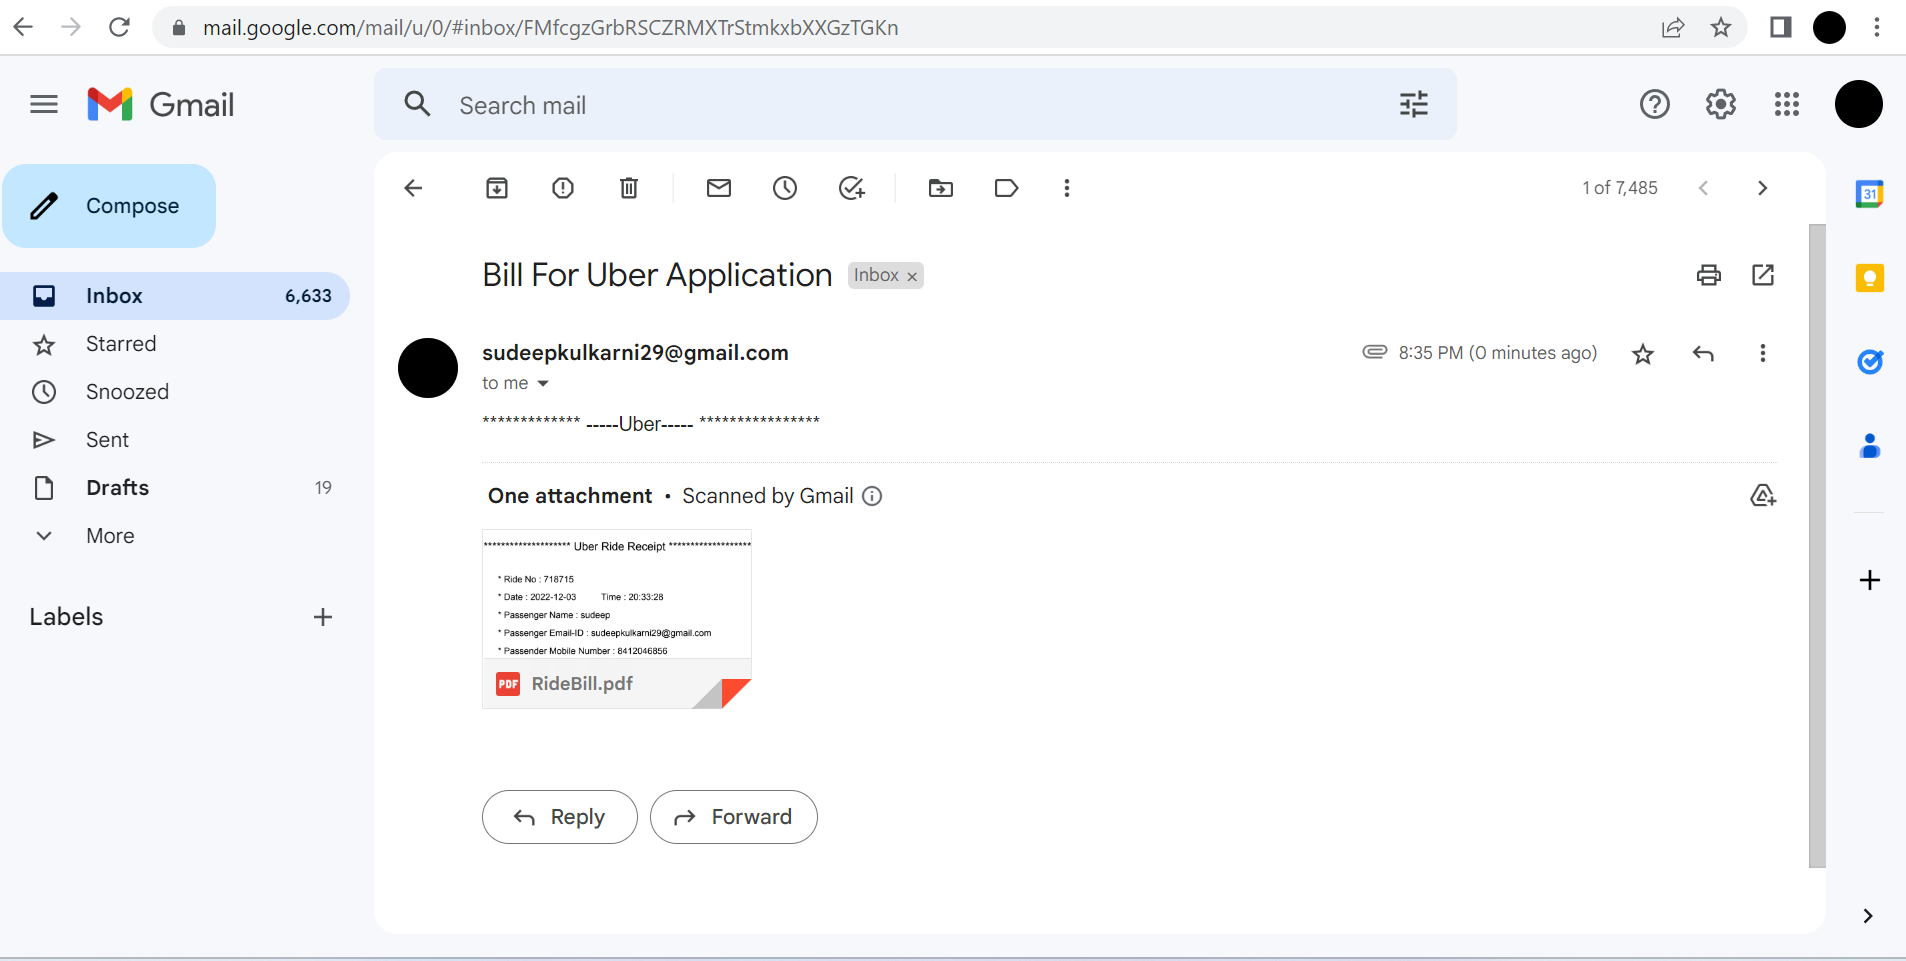 mail.google.com/mail/u/0/#inbox/FMfcgzGrbRSCZRMXTrStmkxbXXGzTGKn
Gmail
Search mail
Compose
1 of 7,485
31
Inbox 6,633
Starred
Snoozed
Sent
Drafts 19
More
Labels
Bill For Uber Application Inbox ×
sudeepkulkarni29@gmail.com 8:35 PM (0 minutes ago)
to me
************* -----Uber----- ****************
One attachment • Scanned by Gmail
******************** Uber Ride Receipt *******************
* Ride No : 718715
* Date : 2022-12-03 Time : 20:33:28
* Passenger Name : sudeep
* Passenger Email-ID : sudeepkulkarni29@gmail.com
* Passender Mobile Number : 8412046856
PDF RideBill.pdf
Reply Forward